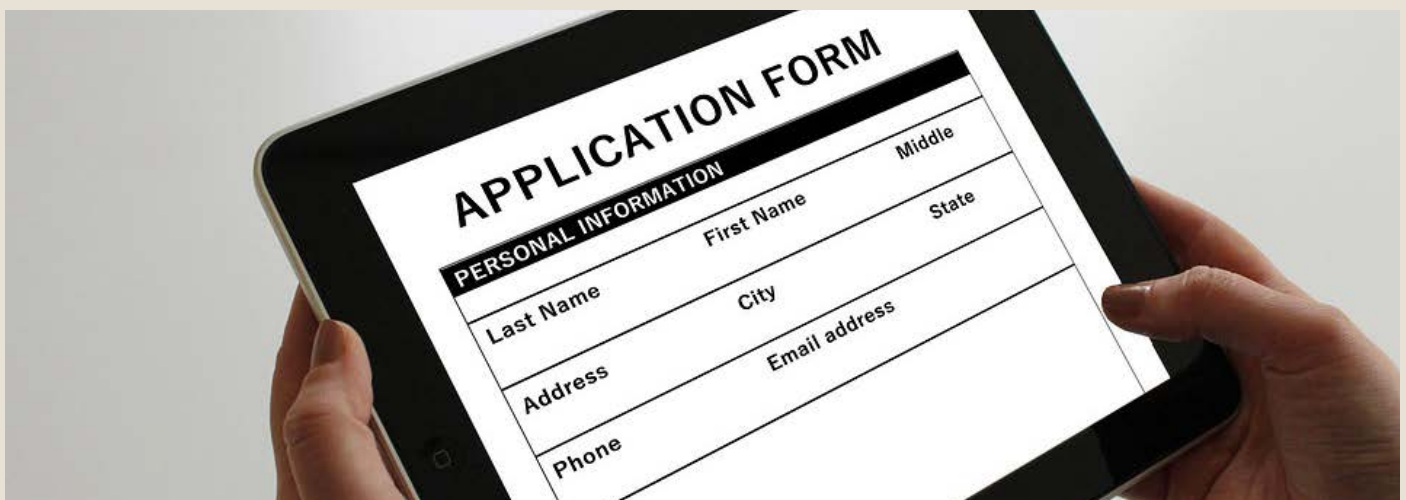 APPLICATION FORM
PERSONAL INFORMATION
Last Name First Name Middle
Address City State
Phone Email address